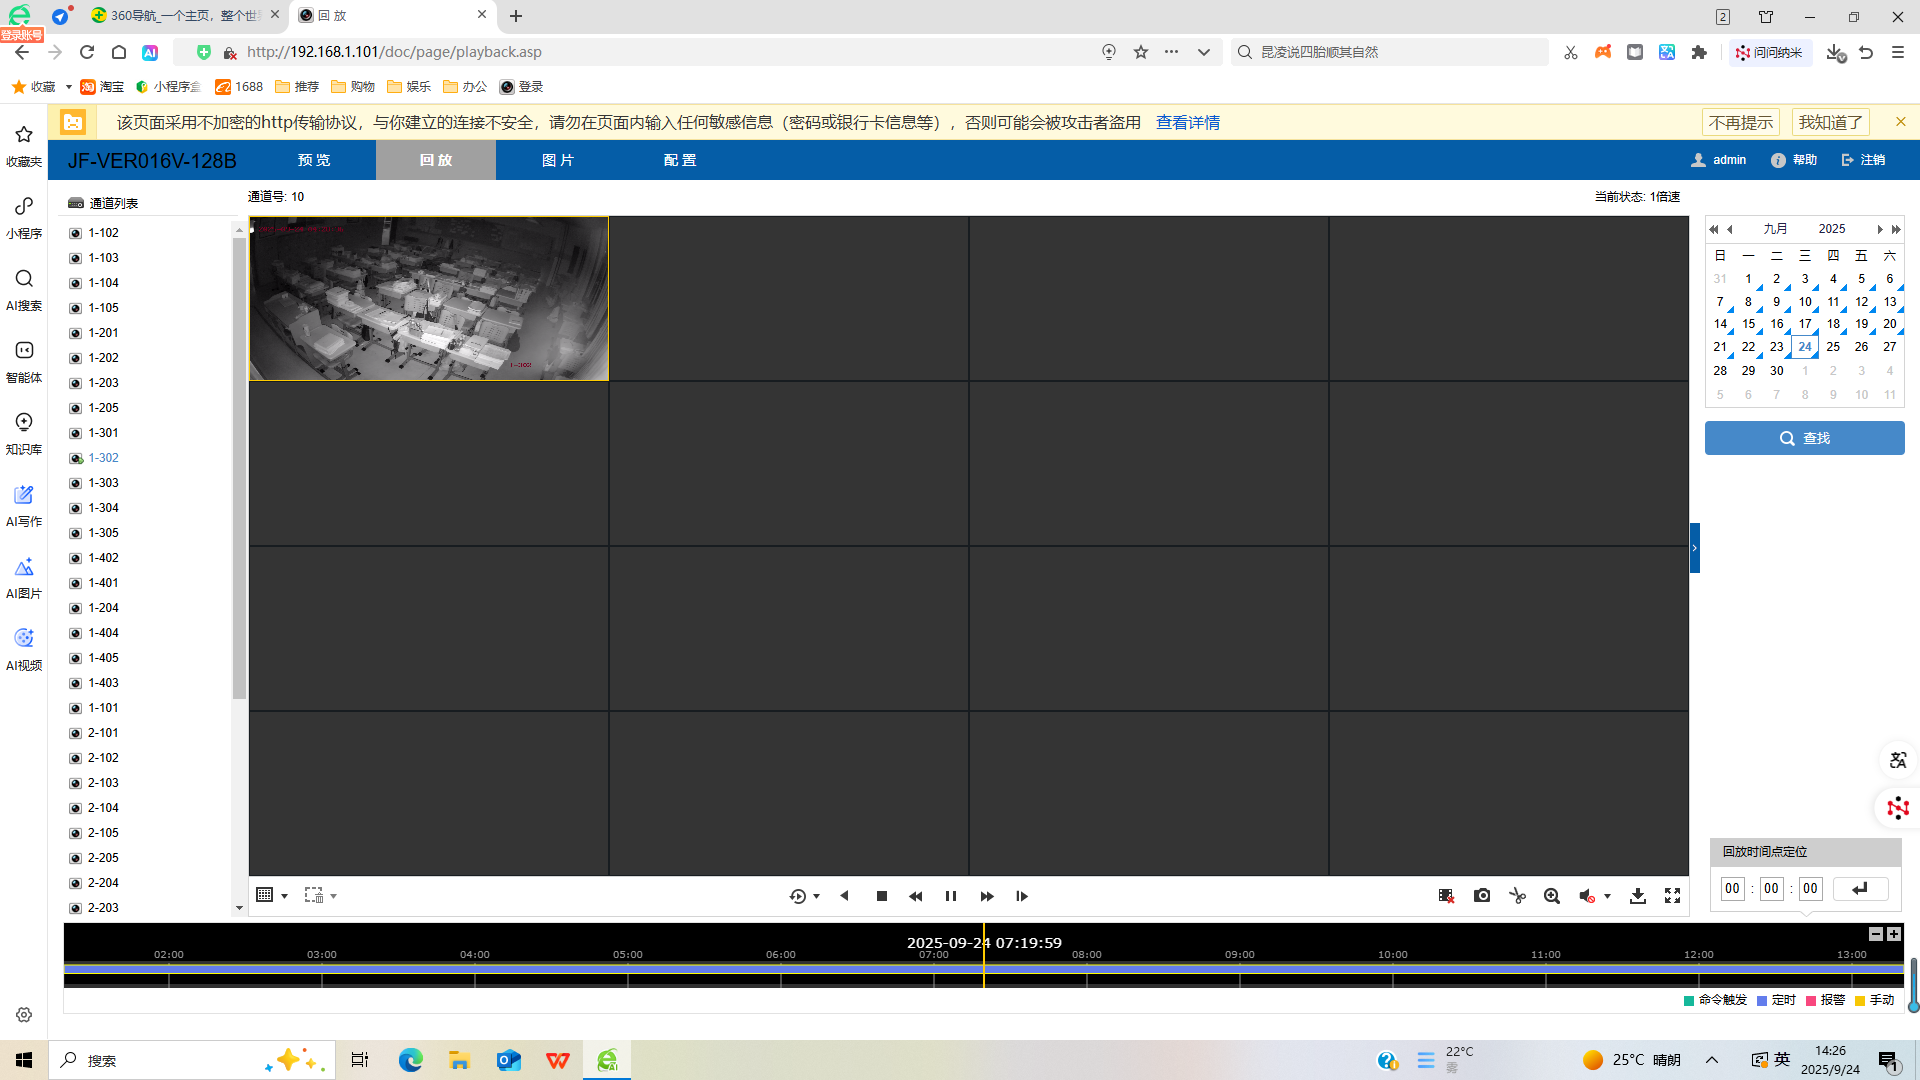 360导航_一个主页，整个世
回 放
2
登录账号
http://192.168.1.101/doc/page/playback.asp
昆凌说四胎顺其自然
问问纳米
收藏
淘宝
小程序盒
1688
推荐
购物
娱乐
办公
登录
该页面采用不加密的http传输协议，与你建立的连接不安全，请勿在页面内输入任何敏感信息（密码或银行卡信息等），否则可能会被攻击者盗用 查看详情
不再提示
我知道了
JF-VER016V-128B
预 览
回 放
图 片
配 置
admin
帮助
注销
收藏夹
小程序
AI搜索
智能体
知识库
AI写作
AI图片
AI视频
通道列表
1-102
1-103
1-104
1-105
1-201
1-202
1-203
1-205
1-301
1-302
1-303
1-304
1-305
1-402
1-401
1-204
1-404
1-405
1-403
1-101
2-101
2-102
2-103
2-104
2-105
2-205
2-204
2-203
通道号: 10
当前状态: 1倍速
九月 2025
日 一 二 三 四 五 六
31 1 2 3 4 5 6
7 8 9 10 11 12 13
14 15 16 17 18 19 20
21 22 23 24 25 26 27
28 29 30 1 2 3 4
5 6 7 8 9 10 11
查找
回放时间点定位
00 : 00 : 00
2025-09-24 07:19:59
02:00 03:00 04:00 05:00 06:00 07:00 08:00 09:00 10:00 11:00 12:00 13:00
命令触发 定时 报警 手动
搜索
22°C
雾
25°C 晴朗
英
14:26
2025/9/24
1